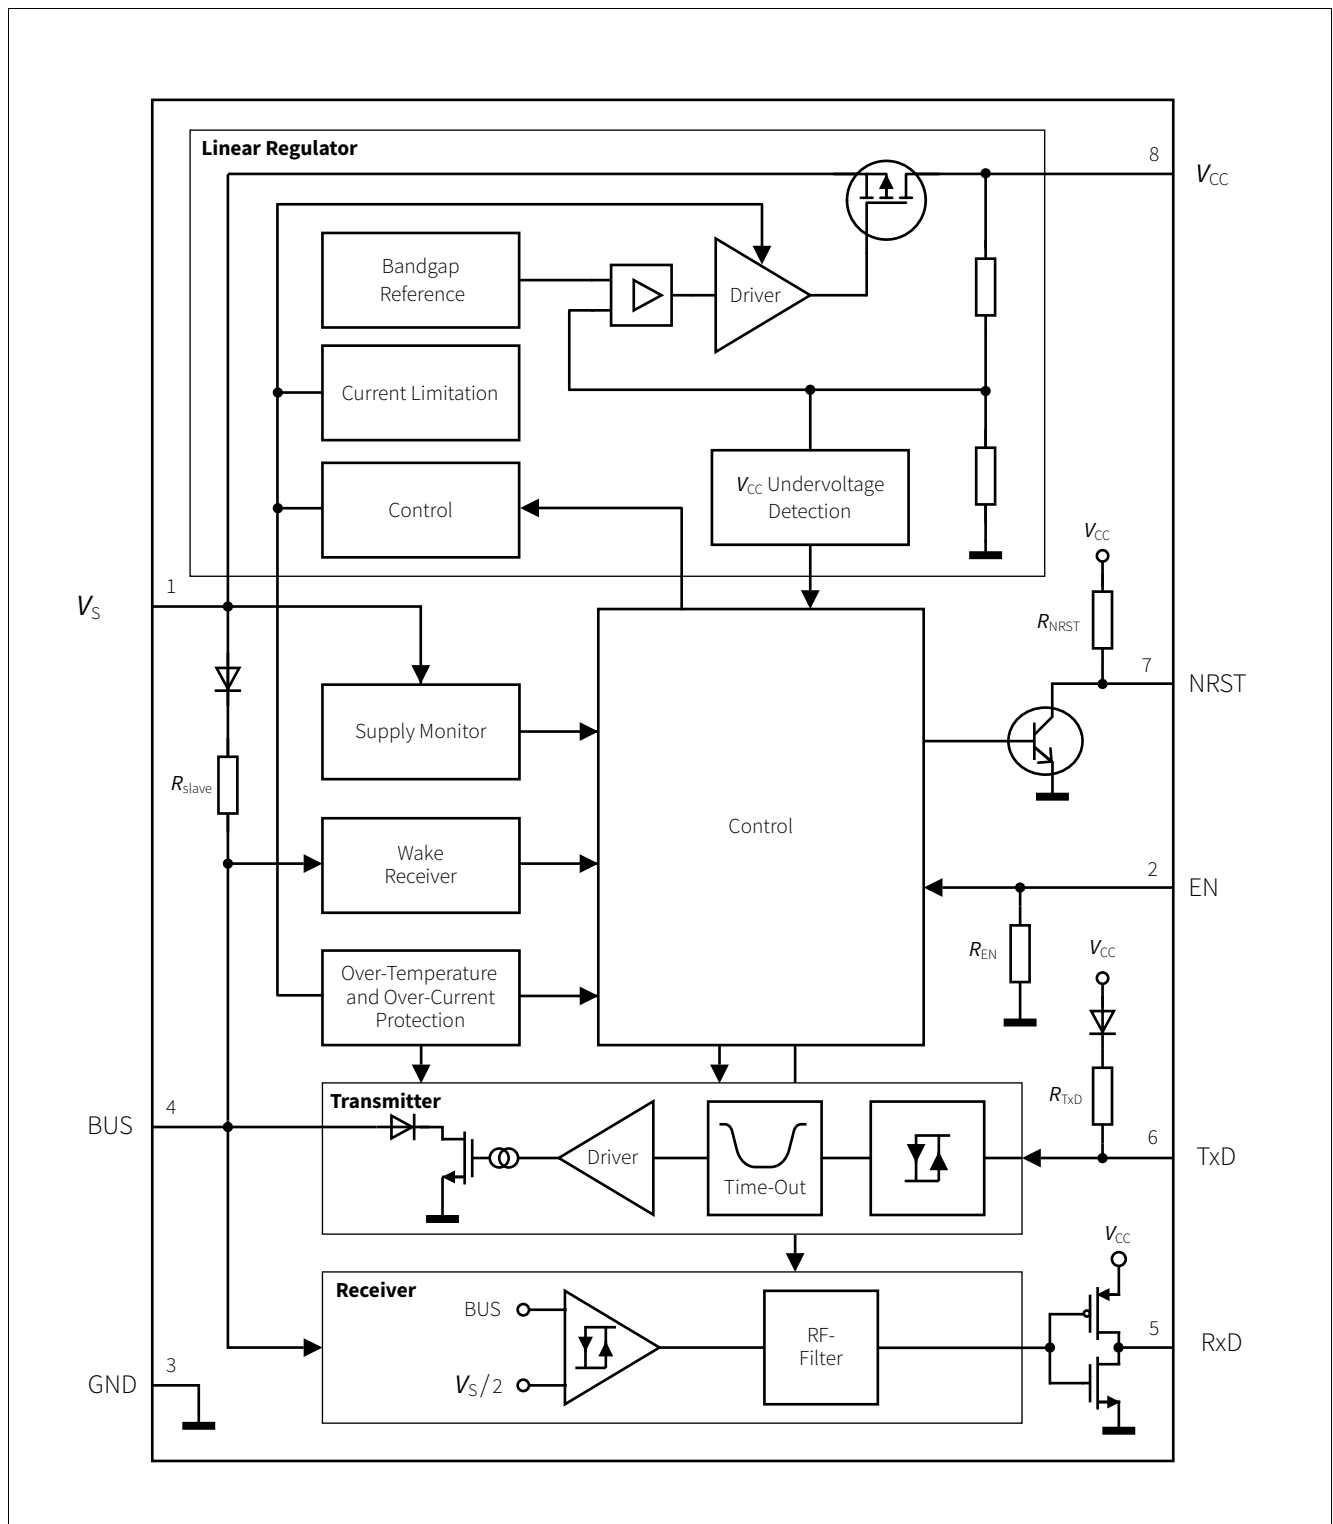 Linear Regulator
8
VCC
Bandgap
Reference
Driver
Current Limitation
VCC Undervoltage
Detection
Control
VCC
1
VS
RNRST
7
NRST
Supply Monitor
Rslave
Control
Wake
Receiver
2
EN
REN
VCC
Over-Temperature
and Over-Current
Protection
RTxD
Transmitter
4
BUS
Driver
Time-Out
6
TxD
VCC
Receiver
BUS
RF-
Filter
5
RxD
3
GND
VS/2